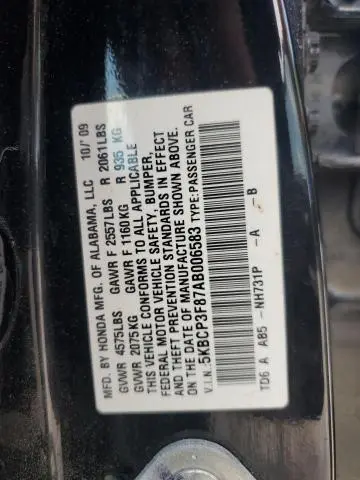 MFD. BY HONDA MFG. OF ALABAMA, LLC 10/'09
GVWR 4575LBS GAWR F 2557LBS R 2061LBS
GVWR 2075KG GAWR F 1160KG R 935 KG
THIS VEHICLE CONFORMS TO ALL APPLICABLE
FEDERAL MOTOR VEHICLE SAFETY, BUMPER,
AND THEFT PREVENTION STANDARDS IN EFFECT
ON THE DATE OF MANUFACTURE SHOWN ABOVE.
V.I.N. 5KBCP3F87AB006583 TYPE:PASSENGER CAR
TD6 A AB5 -NH731P -A -B